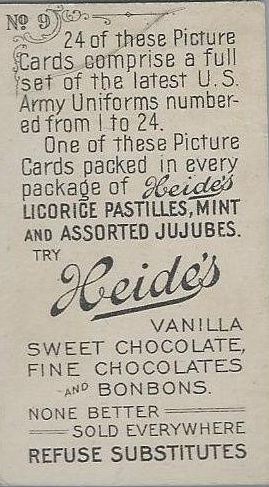 No 9
24 of these Picture
Cards comprise a full
set of the latest U.S.
Army Uniforms number-
ed from 1 to 24.
One of these Picture
Cards packed in every
package of Heide's
LICORICE PASTILLES, MINT
AND ASSORTED JUJUBES.
TRY
Heide's
VANILLA
SWEET CHOCOLATE,
FINE CHOCOLATES
-AND BONBONS.
NONE BETTER
SOLD EVERYWHERE
REFUSE SUBSTITUTES